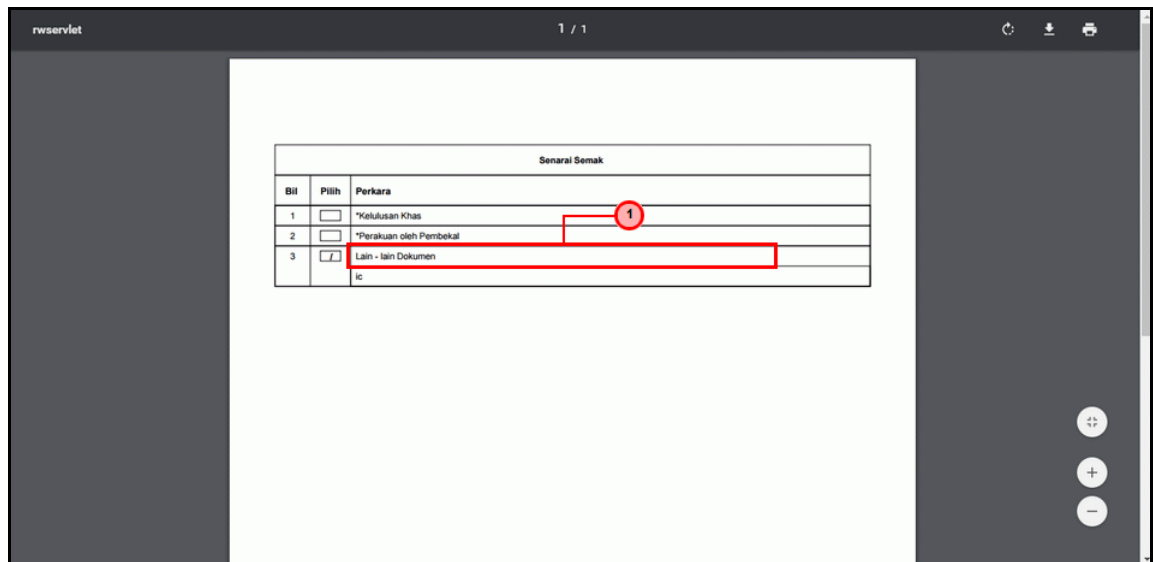 rwservlet 1 / 1
Senarai Semak
Bil Pilih Perkara
1 *Kelulusan Khas
1
2 *Perakuan oleh Pembekal
3 / Lain - lain Dokumen
ic